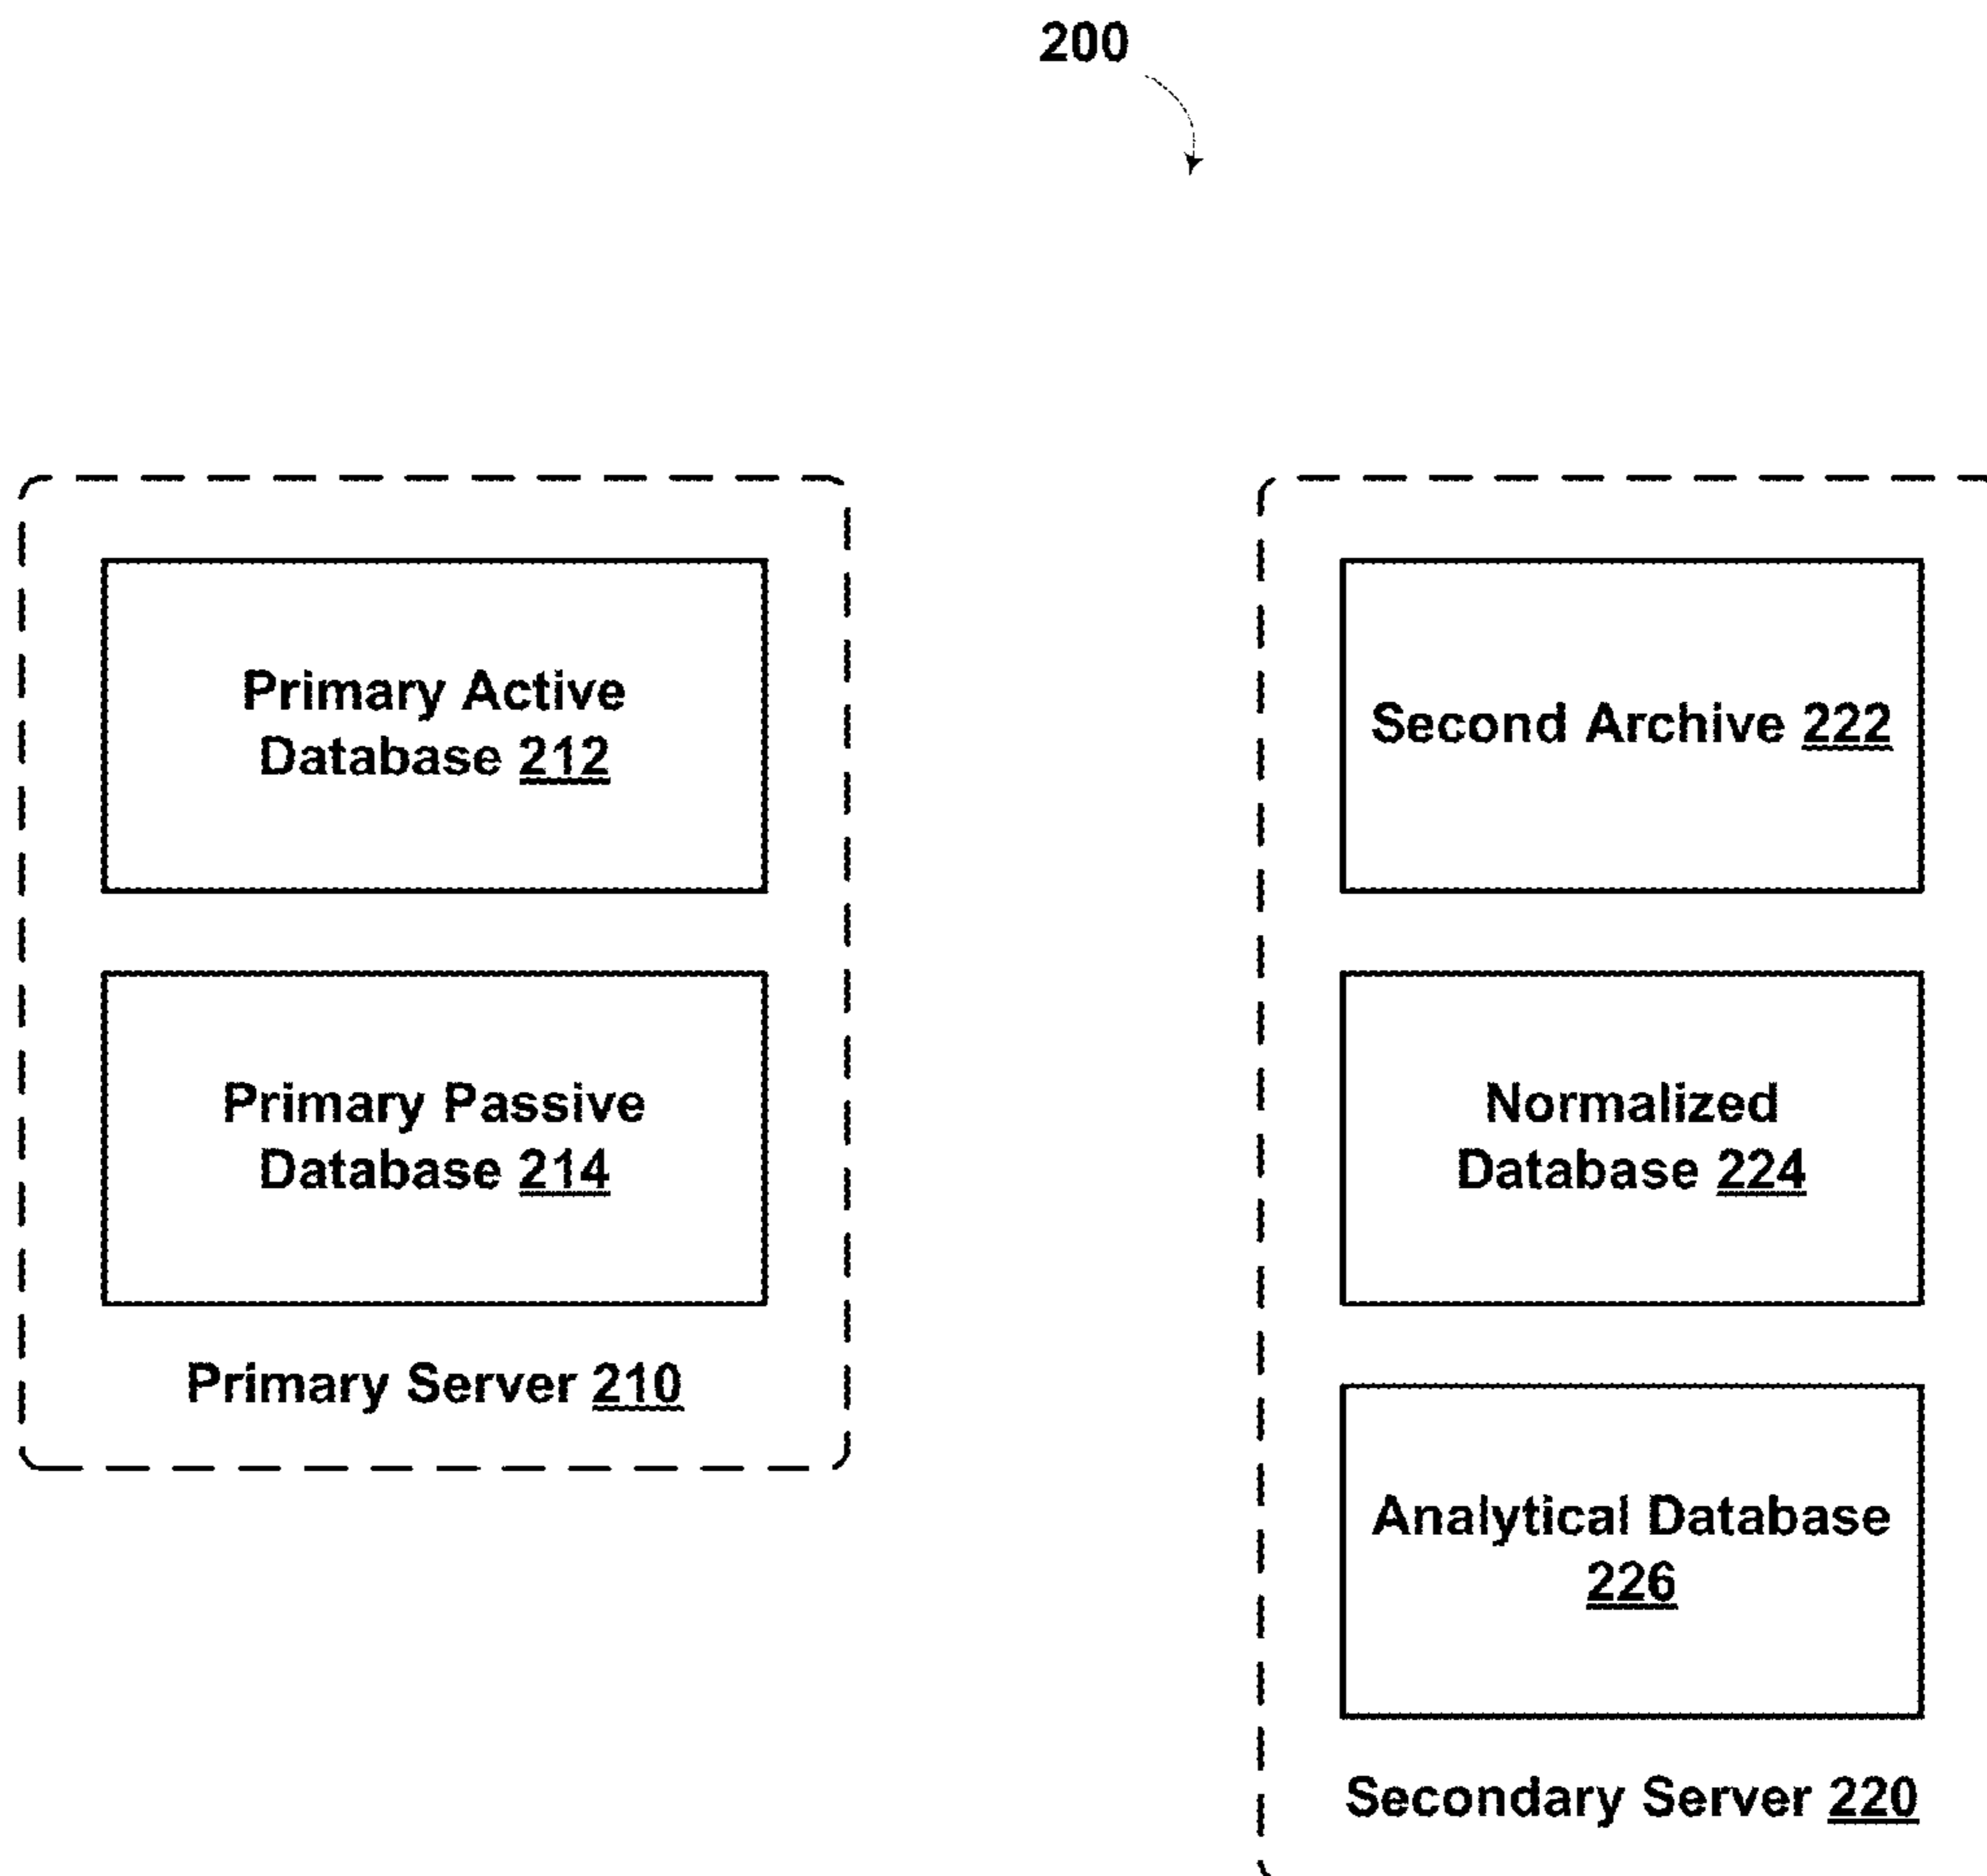 200
Primary Active
Database 212
Primary Passive
Database 214
Primary Server 210
Second Archive 222
Normalized
Database 224
Analytical Database
226
Secondary Server 220